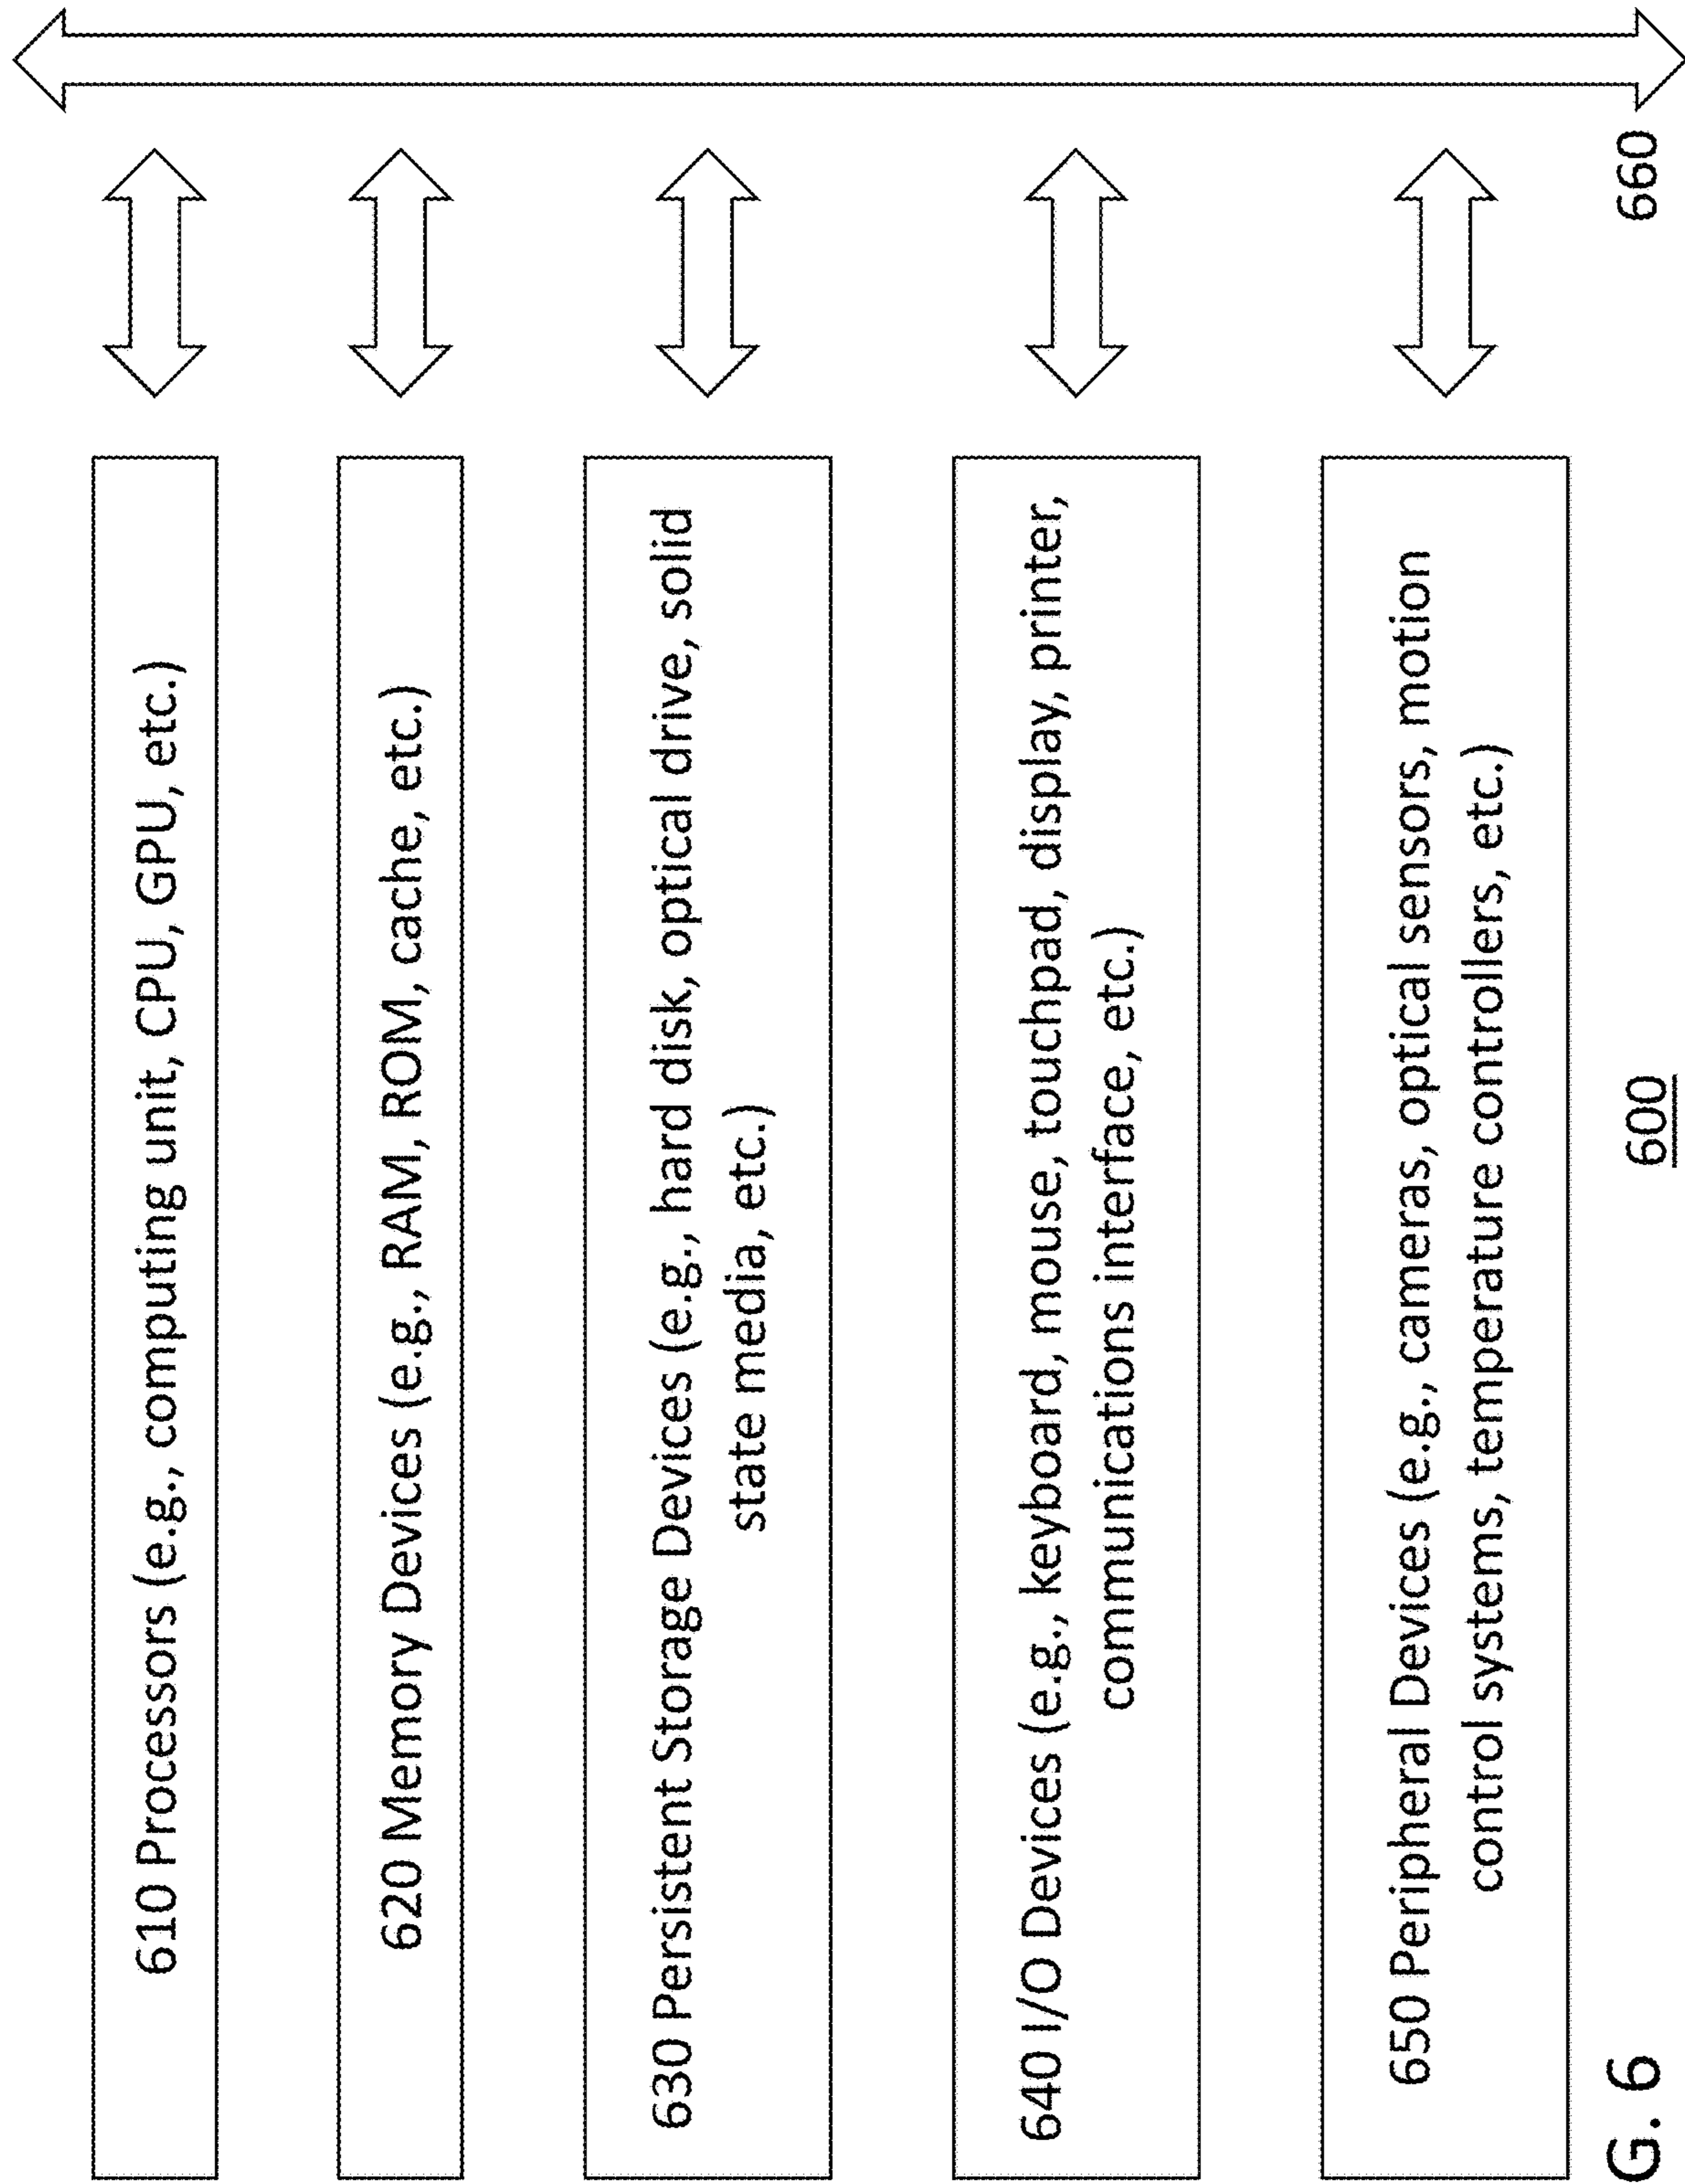 610 Processors (e.g., computing unit, CPU, GPU, etc.)
620 Memory Devices (e.g., RAM, ROM, cache, etc.)
630 Persistent Storage Devices (e.g., hard disk, optical drive, solid
state media, etc.)
640 I/O Devices (e.g., keyboard, mouse, touchpad, display, printer,
communications interface, etc.)
650 Peripheral Devices (e.g., cameras, optical sensors, motion
control systems, temperature controllers, etc.)
660
600
G. 6